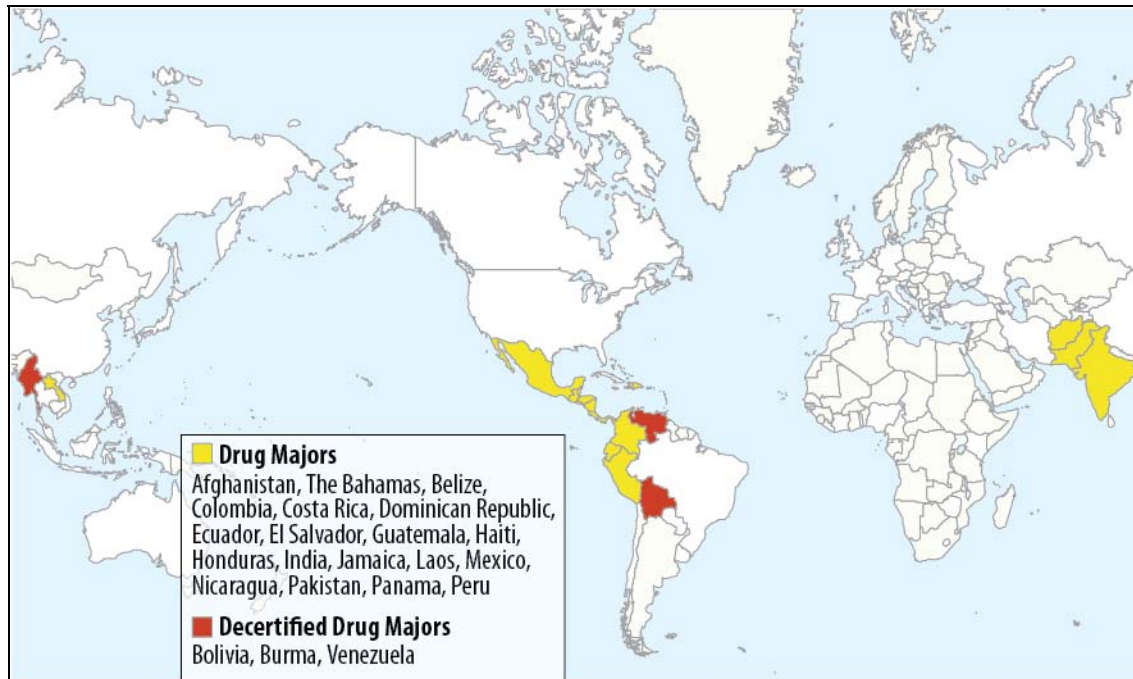 Drug Majors
Afghanistan, The Bahamas, Belize,
Colombia, Costa Rica, Dominican Republic,
Ecuador, El Salvador, Guatemala, Haiti,
Honduras, India, Jamaica, Laos, Mexico,
Nicaragua, Pakistan, Panama, Peru
Decertified Drug Majors
Bolivia, Burma, Venezuela